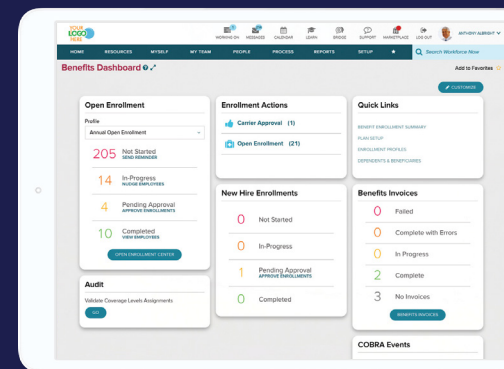 YOUR
LOGO
HERE
WORKING ON MESSAGES CALENDAR LEARN BRIDGE SUPPORT MARKETPLACE LOG OUT ANTHONY ALBRIGHT
HOME RESOURCES MYSELF MY TEAM PEOPLE PROCESS REPORTS SETUP Search Workforce Now
Benefits Dashboard
Add to Favorites
CUSTOMIZE
Open Enrollment
Profile
Annual Open Enrollment
205 Not Started
SEND REMINDER
14 In-Progress
NUDGE EMPLOYEES
4 Pending Approval
APPROVE ENROLLMENTS
10 Completed
VIEW EMPLOYEES
OPEN ENROLLMENT CENTER
Audit
Validate Coverage Levels Assignments
GO
Enrollment Actions
Carrier Approval (1)
Open Enrollment (21)
New Hire Enrollments
0 Not Started
0 In-Progress
1 Pending Approval
APPROVE ENROLLMENTS
0 Completed
Quick Links
BENEFIT ENROLLMENT SUMMARY
PLAN SETUP
ENROLLMENT PROFILES
DEPENDENTS & BENEFICIARIES
Benefits Invoices
0 Failed
0 Complete with Errors
0 In Progress
2 Complete
3 No Invoices
BENEFITS INVOICES
COBRA Events